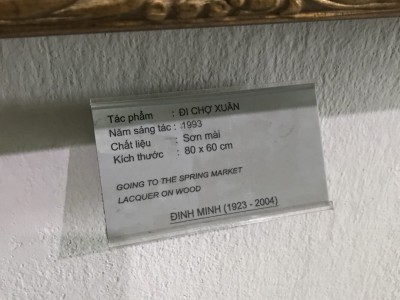 Tác phẩm : ĐI CHỢ XUÂN
Năm sáng tác : 1993
Chất liệu : Sơn mài
Kích thước : 80 x 60 cm
GOING TO THE SPRING MARKET
LACQUER ON WOOD
ĐINH MINH (1923 - 2004)